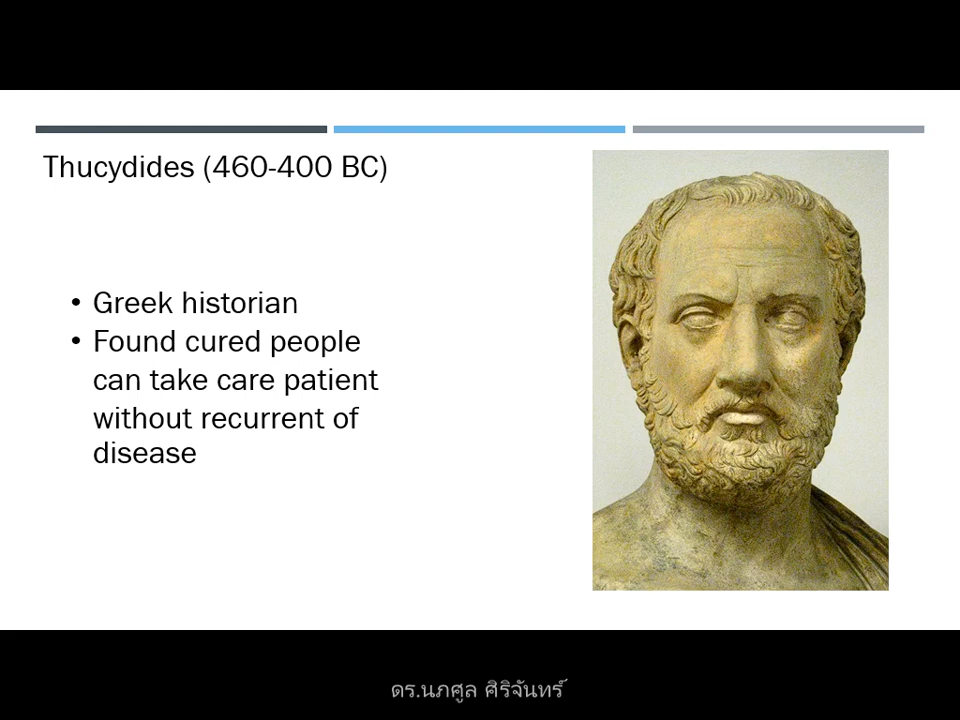 Thucydides (460-400 BC)
• Greek historian
• Found cured people
can take care patient
without recurrent of
disease
ดร.นภศูล ศิริจันทร์